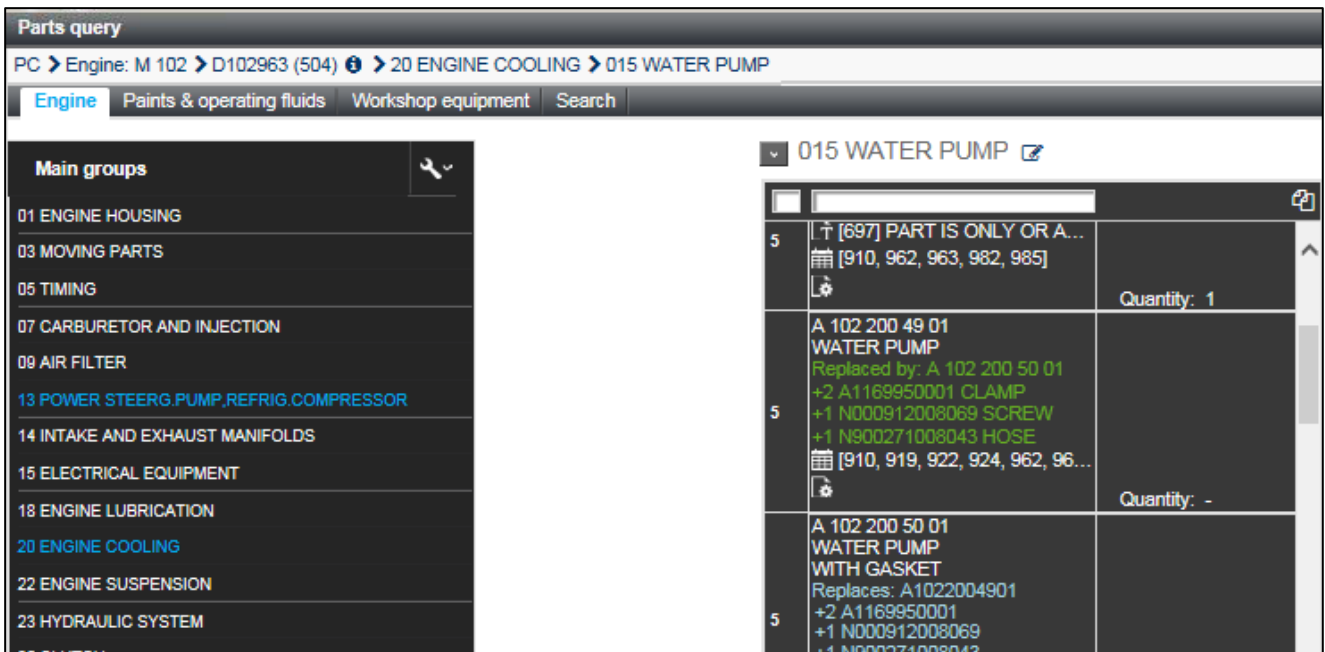 Parts query
PC > Engine: M 102 > D102963 (504) > 20 ENGINE COOLING > 015 WATER PUMP
Engine Paints & operating fluids Workshop equipment Search
Main groups
01 ENGINE HOUSING
03 MOVING PARTS
05 TIMING
07 CARBURETOR AND INJECTION
09 AIR FILTER
13 POWER STEERG.PUMP,REFRIG.COMPRESSOR
14 INTAKE AND EXHAUST MANIFOLDS
15 ELECTRICAL EQUIPMENT
18 ENGINE LUBRICATION
20 ENGINE COOLING
22 ENGINE SUSPENSION
23 HYDRAULIC SYSTEM
015 WATER PUMP
5
[697] PART IS ONLY OR A...
[910, 962, 963, 982, 985]
Quantity: 1
5
A 102 200 49 01
WATER PUMP
Replaced by: A 102 200 50 01
+2 A1169950001 CLAMP
+1 N000912008069 SCREW
+1 N900271008043 HOSE
[910, 919, 922, 924, 962, 96...
Quantity: -
5
A 102 200 50 01
WATER PUMP
WITH GASKET
Replaces: A1022004901
+2 A1169950001
+1 N000912008069
+1 N900271008043